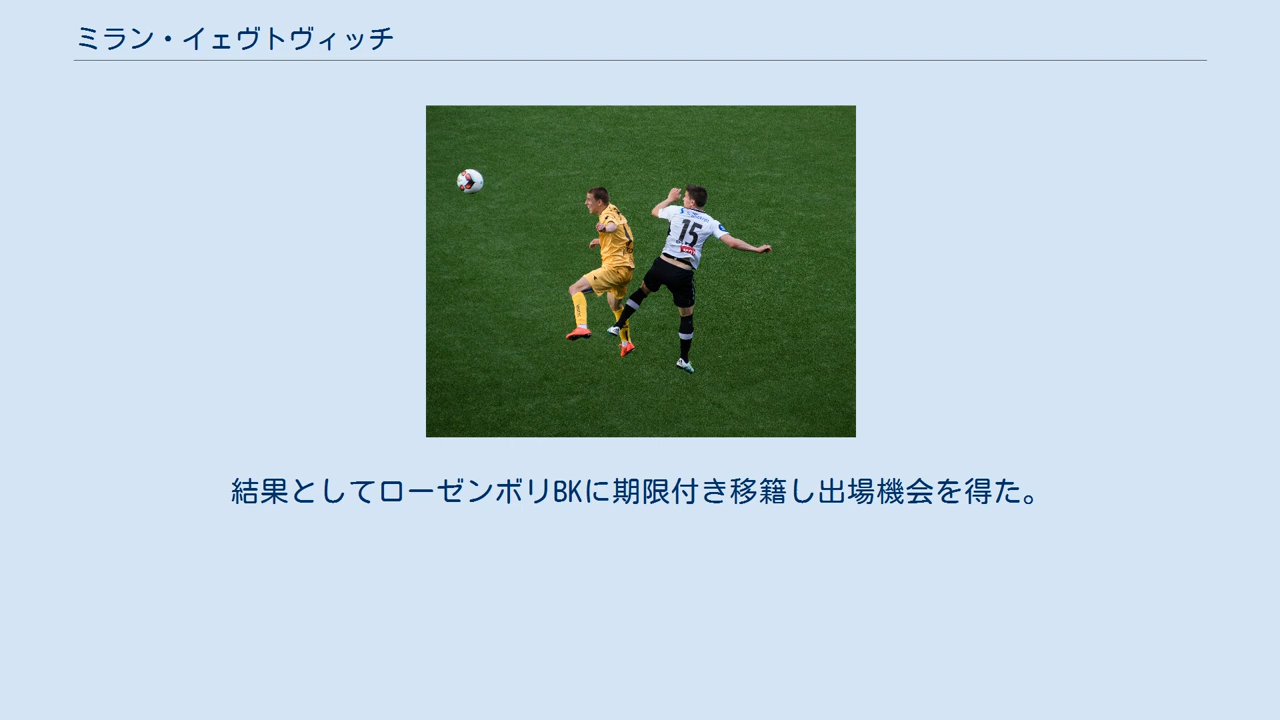 ミラン・イェヴトヴィッチ
15
結果としてローゼンボリBKに期限付き移籍し出場機会を得た。